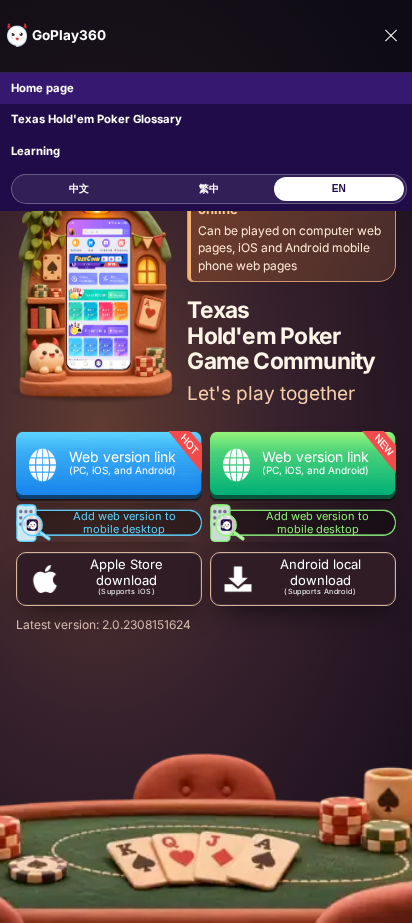 GoPlay360
Home page
Texas Hold'em Poker Glossary
Learning
中文
繁中
EN
online
Can be played on computer web
pages, iOS and Android mobile
phone web pages
Texas
Hold'em Poker
Game Community
Let's play together
Web version link
(PC, iOS, and Android)
HOT
Web version link
(PC, iOS, and Android)
NEW
Add web version to
mobile desktop
Add web version to
mobile desktop
Apple Store
download
(Supports iOS)
Android local
download
(Supports Android)
Latest version: 2.0.2308151624
K
Q
J
A